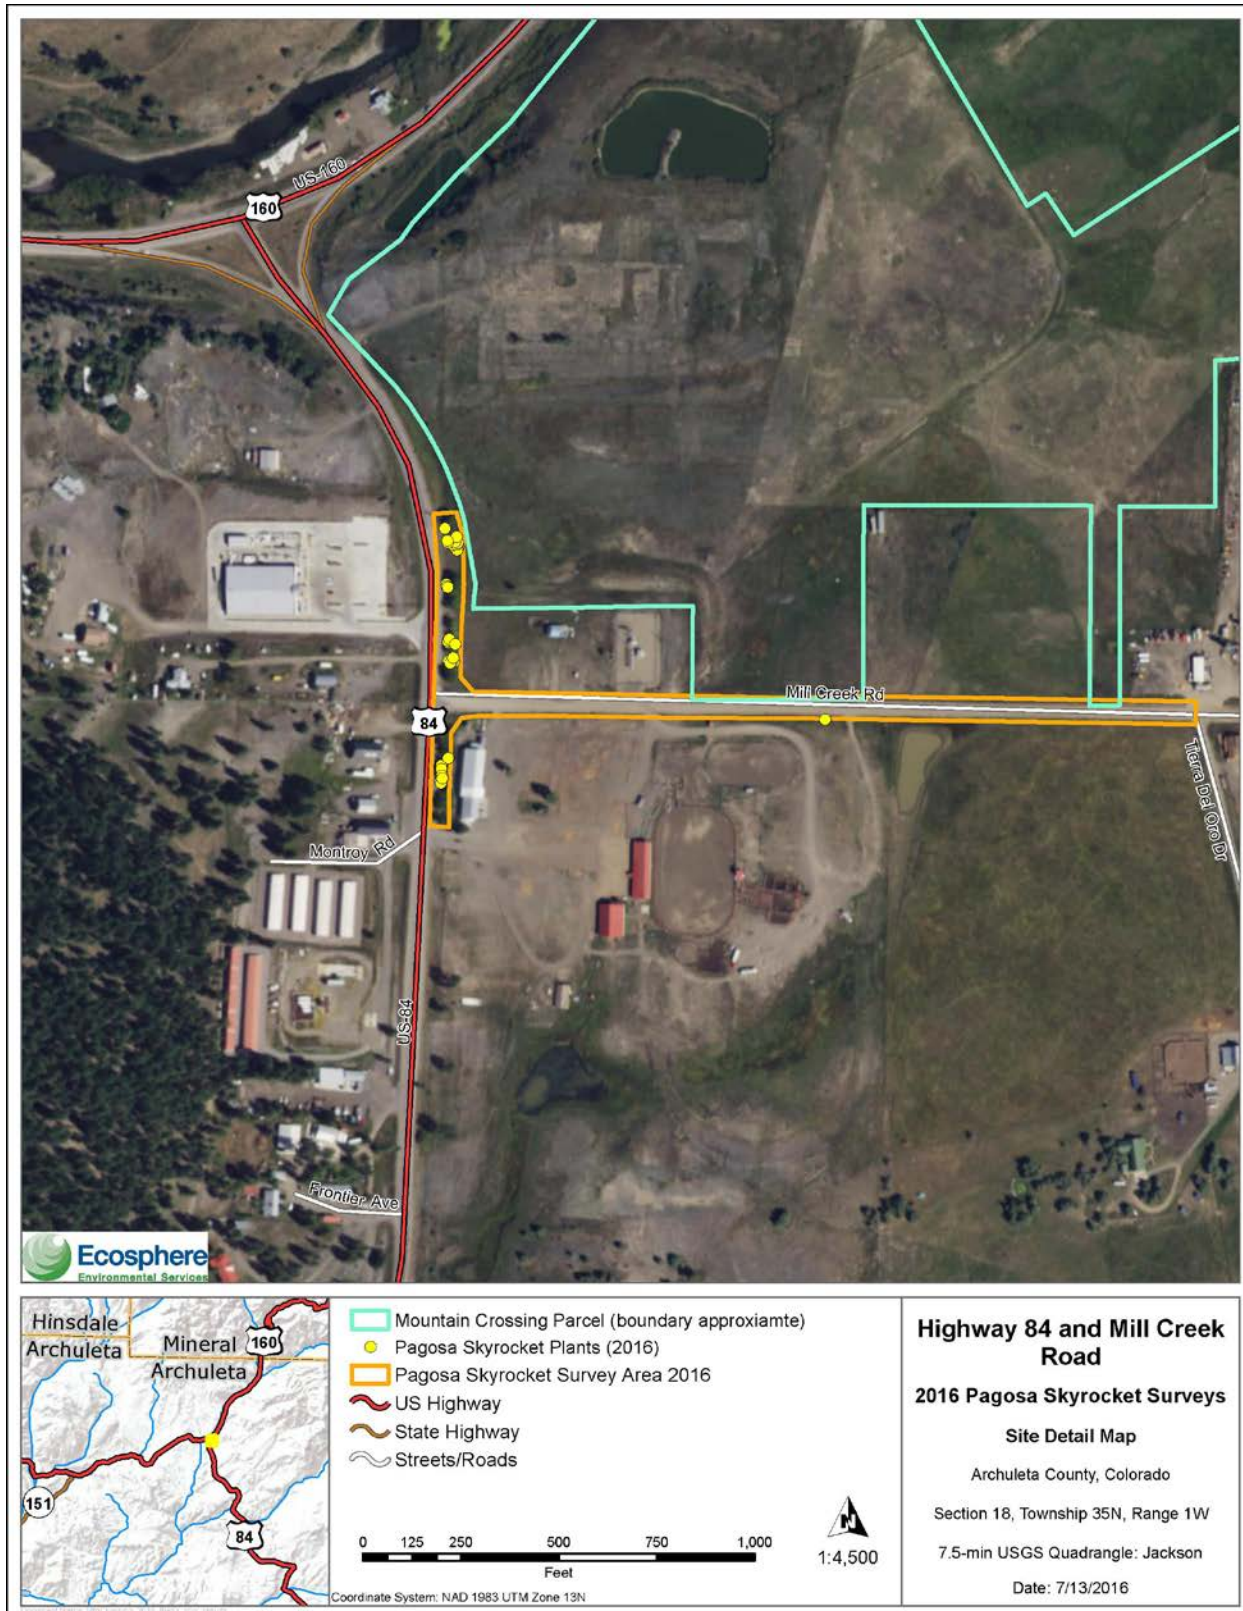 US-160
160
Mill Creek Rd
84
Tierra Del Oro Dr
Montroy Rd
US-84
Frontier Ave
Ecosphere
Environmental Services
Hinsdale
Archuleta
Mineral
Archuleta
160
151
84
Mountain Crossing Parcel (boundary approxiamte)
Pagosa Skyrocket Plants (2016)
Pagosa Skyrocket Survey Area 2016
US Highway
State Highway
Streets/Roads
0 125 250 500 750 1,000
Feet
1:4,500
N
Coordinate System: NAD 1983 UTM Zone 13N
Highway 84 and Mill Creek
Road
2016 Pagosa Skyrocket Surveys
Site Detail Map
Archuleta County, Colorado
Section 18, Township 35N, Range 1W
7.5-min USGS Quadrangle: Jackson
Date: 7/13/2016